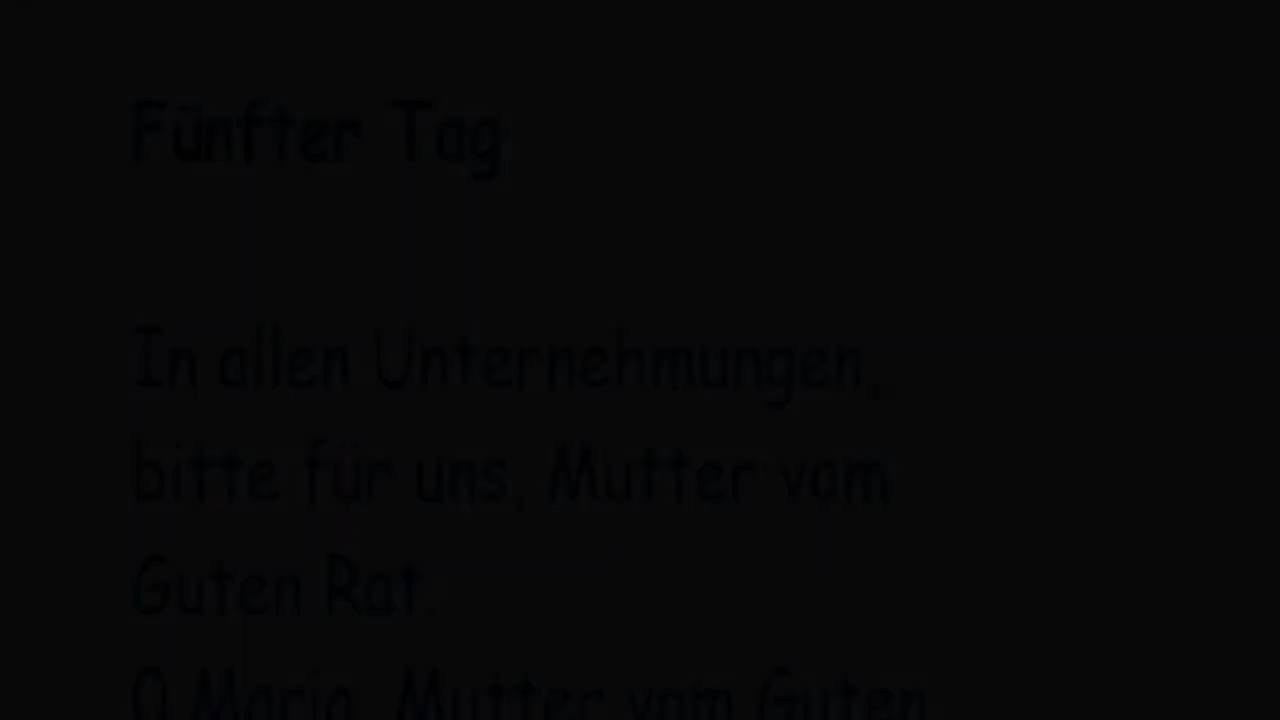 Fünfter Tag
In allen Unternehmungen,
bitte für uns, Mutter vom
Guten Rat.
O Maria, Mutter vom Guten